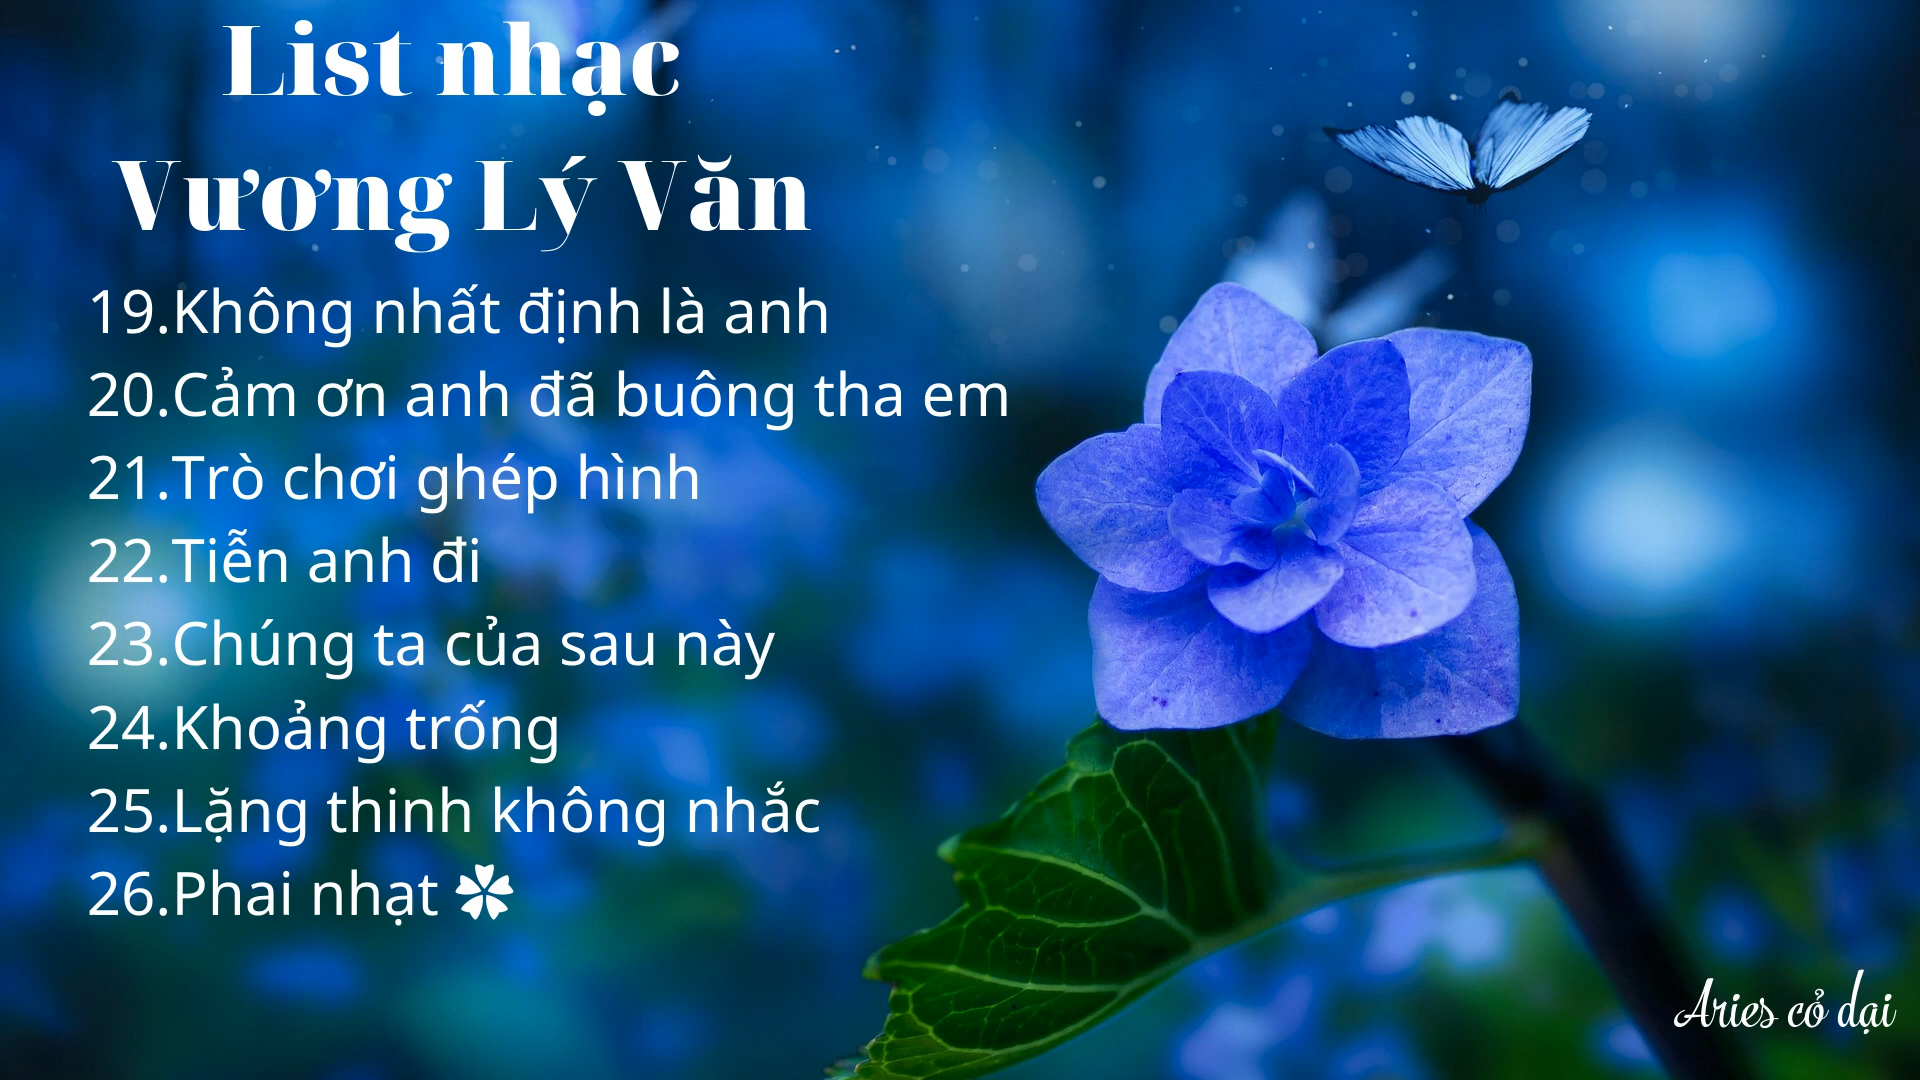 List nhạc
Vương Lý Văn
19.Không nhất định là anh
20.Cảm ơn anh đã buông tha em
21.Trò chơi ghép hình
22.Tiễn anh đi
23.Chúng ta của sau này
24.Khoảng trống
25.Lặng thinh không nhắc
26.Phai nhạt
Aries cỏ dại